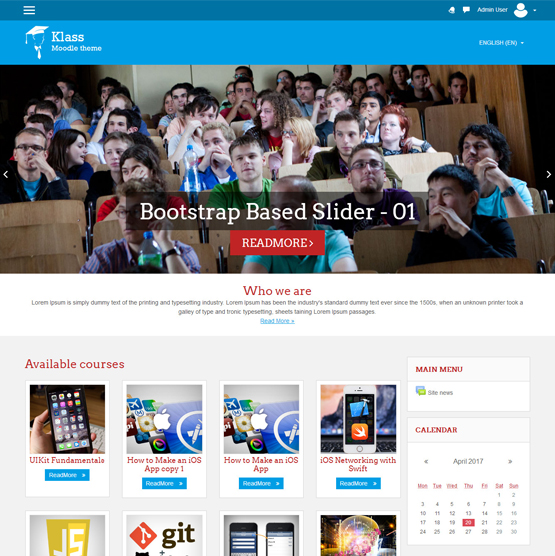 Admin User
Klass
Moodle theme
ENGLISH (EN)
Bootstrap Based Slider - 01
READMORE >
Who we are
Lorem Ipsum is simply dummy text of the printing and typesetting industry. Lorem Ipsum has been the industry's standard dummy text ever since the 1500s, when an unknown printer took a
galley of type and tronic typesetting, sheets taining Lorem Ipsum passages.
Read More »
Available courses
UIKit Fundamentals
ReadMore »
How to Make an iOS
App copy 1
ReadMore »
How to Make an iOS
App
ReadMore »
iOS Networking with
Swift
ReadMore »
JS
git
MAIN MENU
Site news
CALENDAR
« April 2017 »
Mon Tue Wed Thu Fri Sat Sun
1 2
3 4 5 6 7 8 9
10 11 12 13 14 15 16
17 18 19 20 21 22 23
24 25 26 27 28 29 30